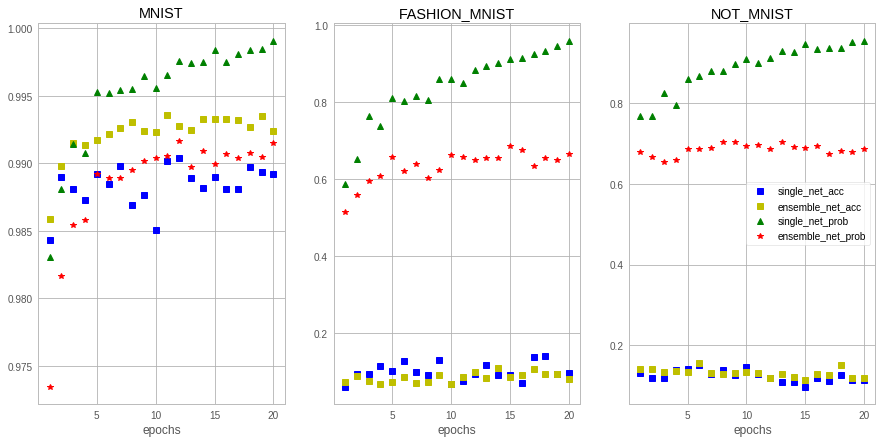 MNIST
1.000
0.995
0.990
0.985
0.980
0.975
5
10
15
20
epochs
FASHION_MNIST
1.0
0.8
0.6
0.4
0.2
5
10
15
20
epochs
NOT_MNIST
0.8
0.6
0.4
0.2
5
10
15
20
epochs
single_net_acc
ensemble_net_acc
single_net_prob
ensemble_net_prob